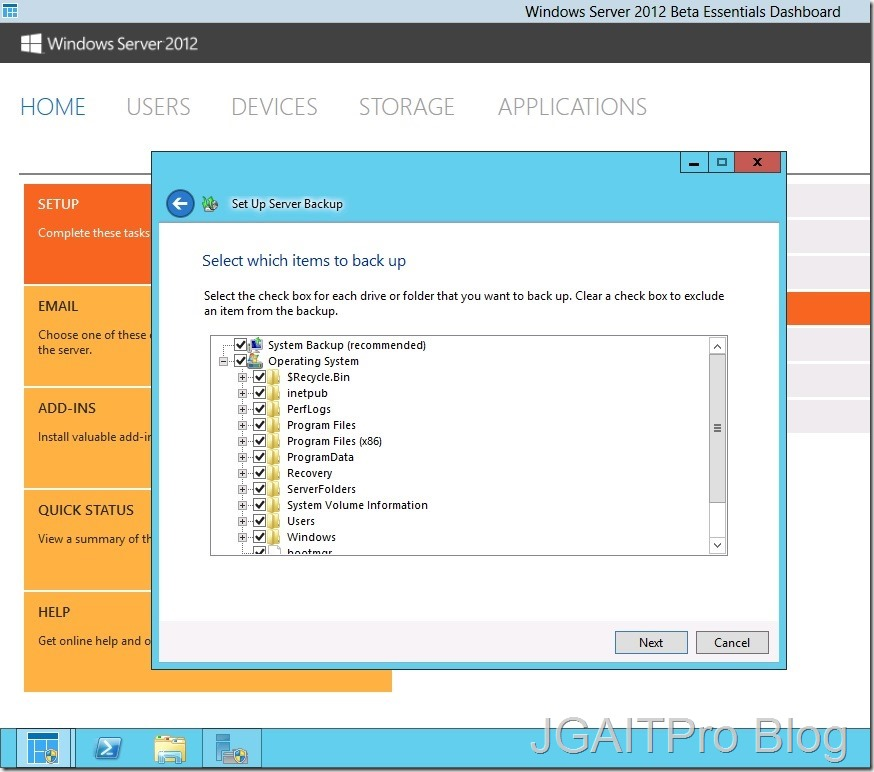 Windows Server 2012 Beta Essentials Dashboard
Windows Server 2012
HOME USERS DEVICES STORAGE APPLICATIONS
Set Up Server Backup
Select which items to back up
Select the check box for each drive or folder that you want to back up. Clear a check box to exclude
an item from the backup.
System Backup (recommended)
Operating System
$Recycle.Bin
inetpub
PerfLogs
Program Files
Program Files (x86)
ProgramData
Recovery
ServerFolders
System Volume Information
Users
Windows
bootmgr
Next Cancel
SETUP
Complete these tasks
EMAIL
Choose one of these
the server.
ADD-INS
Install valuable add-in
QUICK STATUS
View a summary of th
HELP
Get online help and o
JGAITPro Blog